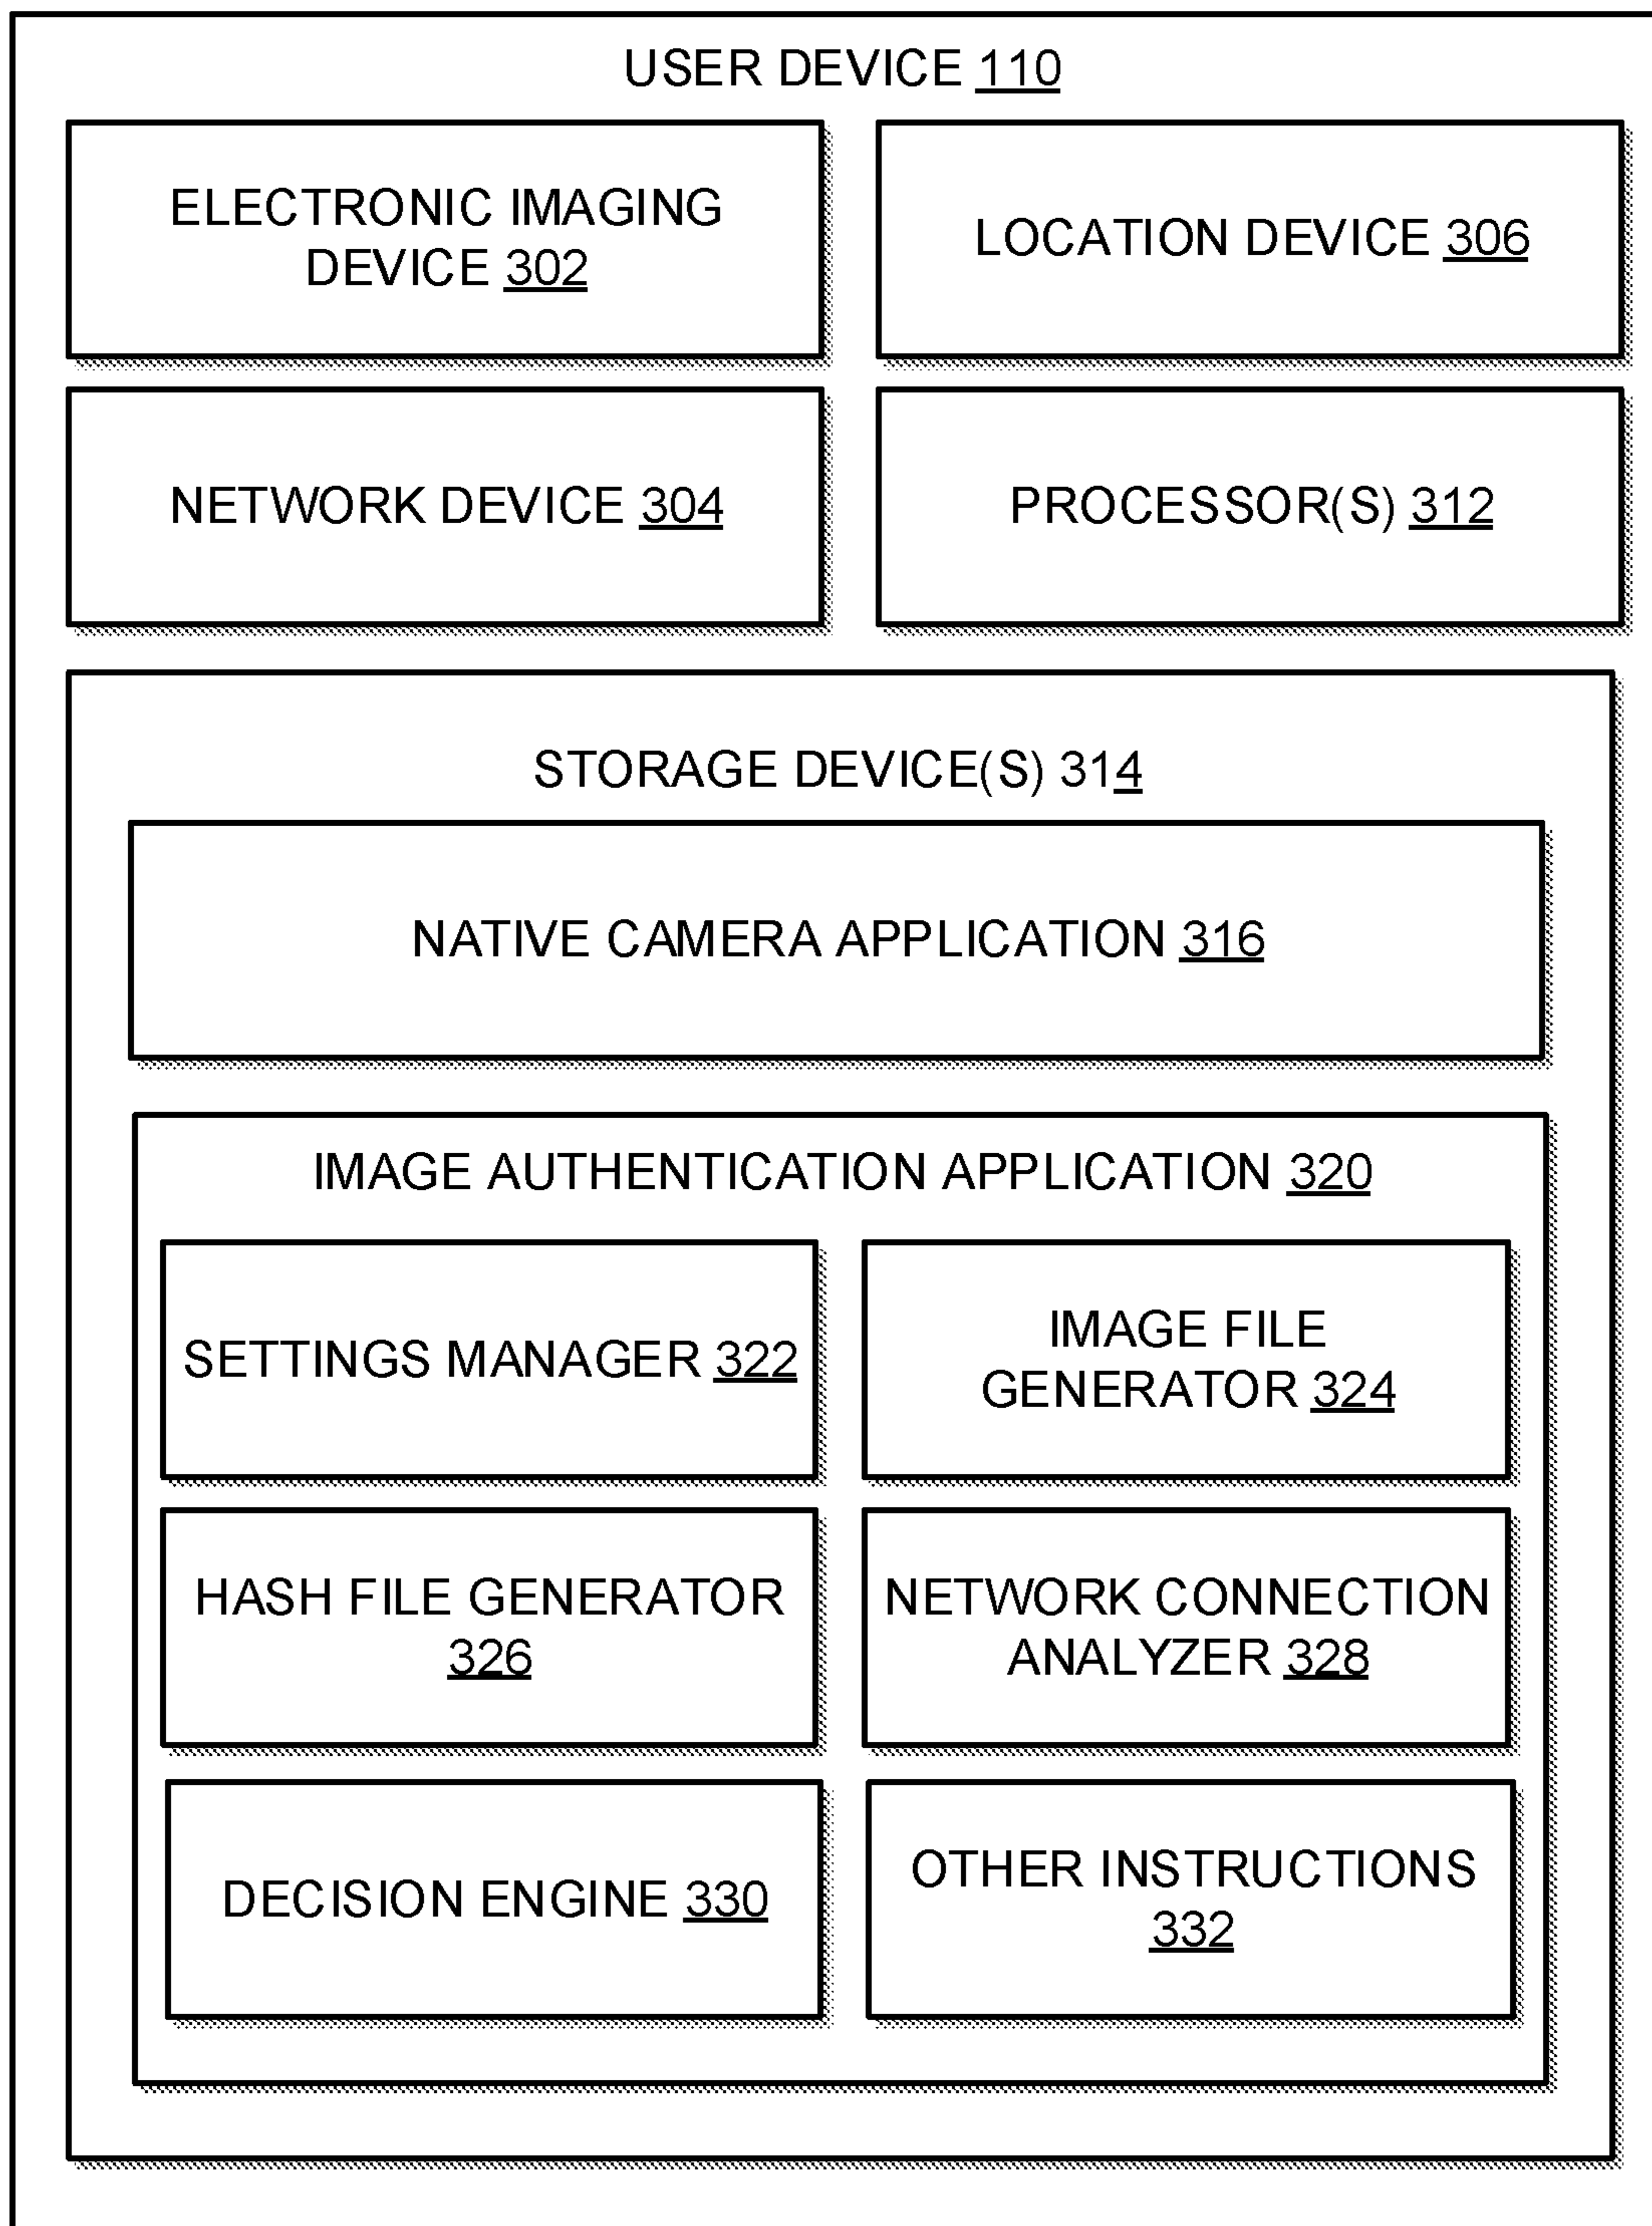 USER DEVICE 110
ELECTRONIC IMAGING
DEVICE 302
LOCATION DEVICE 306
NETWORK DEVICE 304
PROCESSOR(S) 312
STORAGE DEVICE(S) 314
NATIVE CAMERA APPLICATION 316
IMAGE AUTHENTICATION APPLICATION 320
SETTINGS MANAGER 322
IMAGE FILE
GENERATOR 324
HASH FILE GENERATOR
326
NETWORK CONNECTION
ANALYZER 328
DECISION ENGINE 330
OTHER INSTRUCTIONS
332